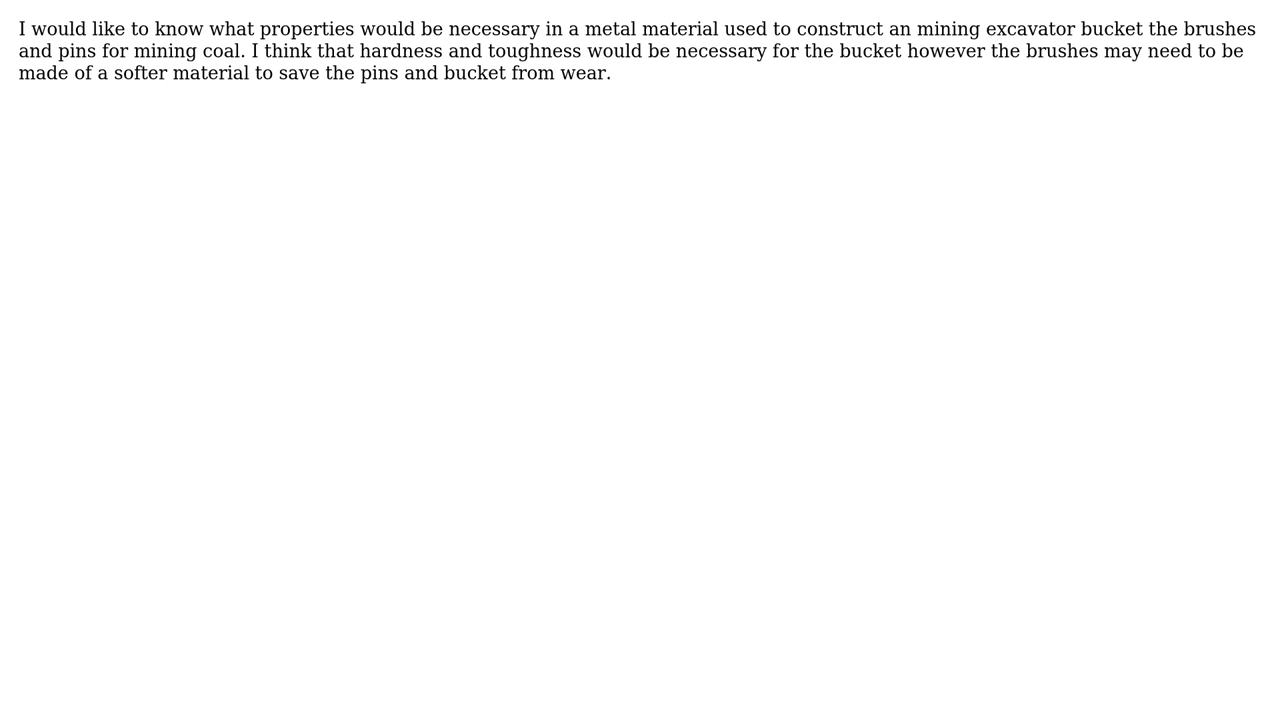 I would like to know what properties would be necessary in a metal material used to construct an mining excavator bucket the brushes
and pins for mining coal. I think that hardness and toughness would be necessary for the bucket however the brushes may need to be
made of a softer material to save the pins and bucket from wear.